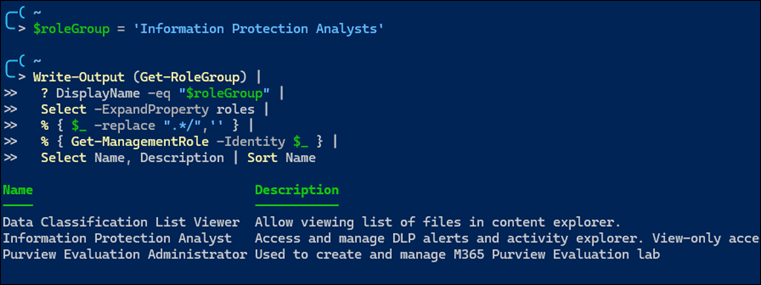 ~
> $roleGroup = 'Information Protection Analysts'
~
> Write-Output (Get-RoleGroup) |
>> ? DisplayName -eq "$roleGroup" |
>> Select -ExpandProperty roles |
>> % { $_ -replace ".*/",'' } |
>> % { Get-ManagementRole -Identity $_ } |
>> Select Name, Description | Sort Name
Name Description
Data Classification List Viewer Allow viewing list of files in content explorer.
Information Protection Analyst Access and manage DLP alerts and activity explorer. View-only acce
Purview Evaluation Administrator Used to create and manage M365 Purview Evaluation lab